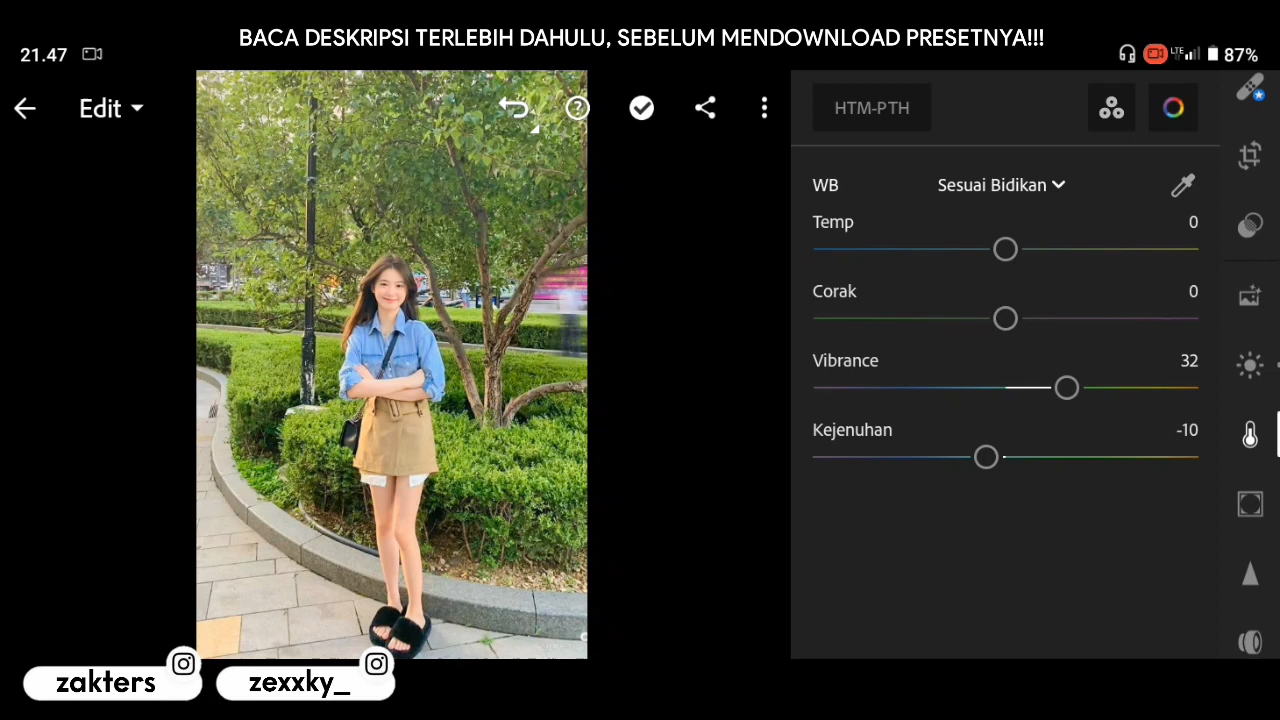 BACA DESKRIPSI TERLEBIH DAHULU, SEBELUM MENDOWNLOAD PRESETNYA!!!
21.47
LTE 87%
Edit
HTM-PTH
WB Sesuai Bidikan
Temp 0
Corak 0
Vibrance 32
Kejenuhan -10
zakters zexxky_